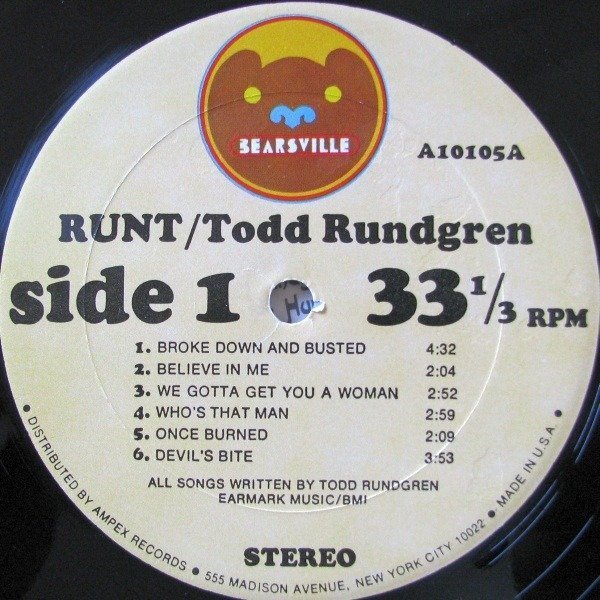 BEARSVILLE
A10105A
RUNT/Todd Rundgren
side 1
33 1/3 RPM
1. BROKE DOWN AND BUSTED 4:32
2. BELIEVE IN ME 2:04
3. WE GOTTA GET YOU A WOMAN 2:52
4. WHO'S THAT MAN 2:59
5. ONCE BURNED 2:09
6. DEVIL'S BITE 3:53
ALL SONGS WRITTEN BY TODD RUNDGREN
EARMARK MUSIC/BMI
STEREO
• DISTRIBUTED BY AMPEX RECORDS • 555 MADISON AVENUE, NEW YORK CITY 10022 • MADE IN U.S.A •